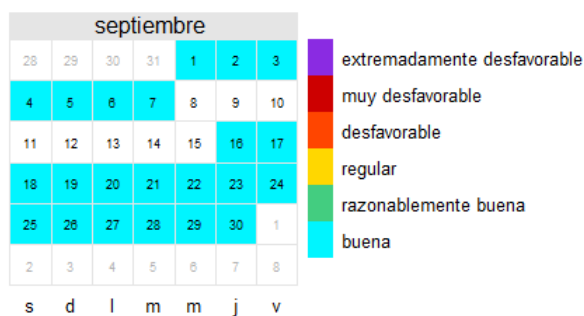 septiembre
28 29 30 31 1 2 3
4 5 6 7 8 9 10
11 12 13 14 15 16 17
18 19 20 21 22 23 24
25 26 27 28 29 30 1
2 3 4 5 6 7 8
s d l m m j v
extremadamente desfavorable
muy desfavorable
desfavorable
regular
razonablemente buena
buena